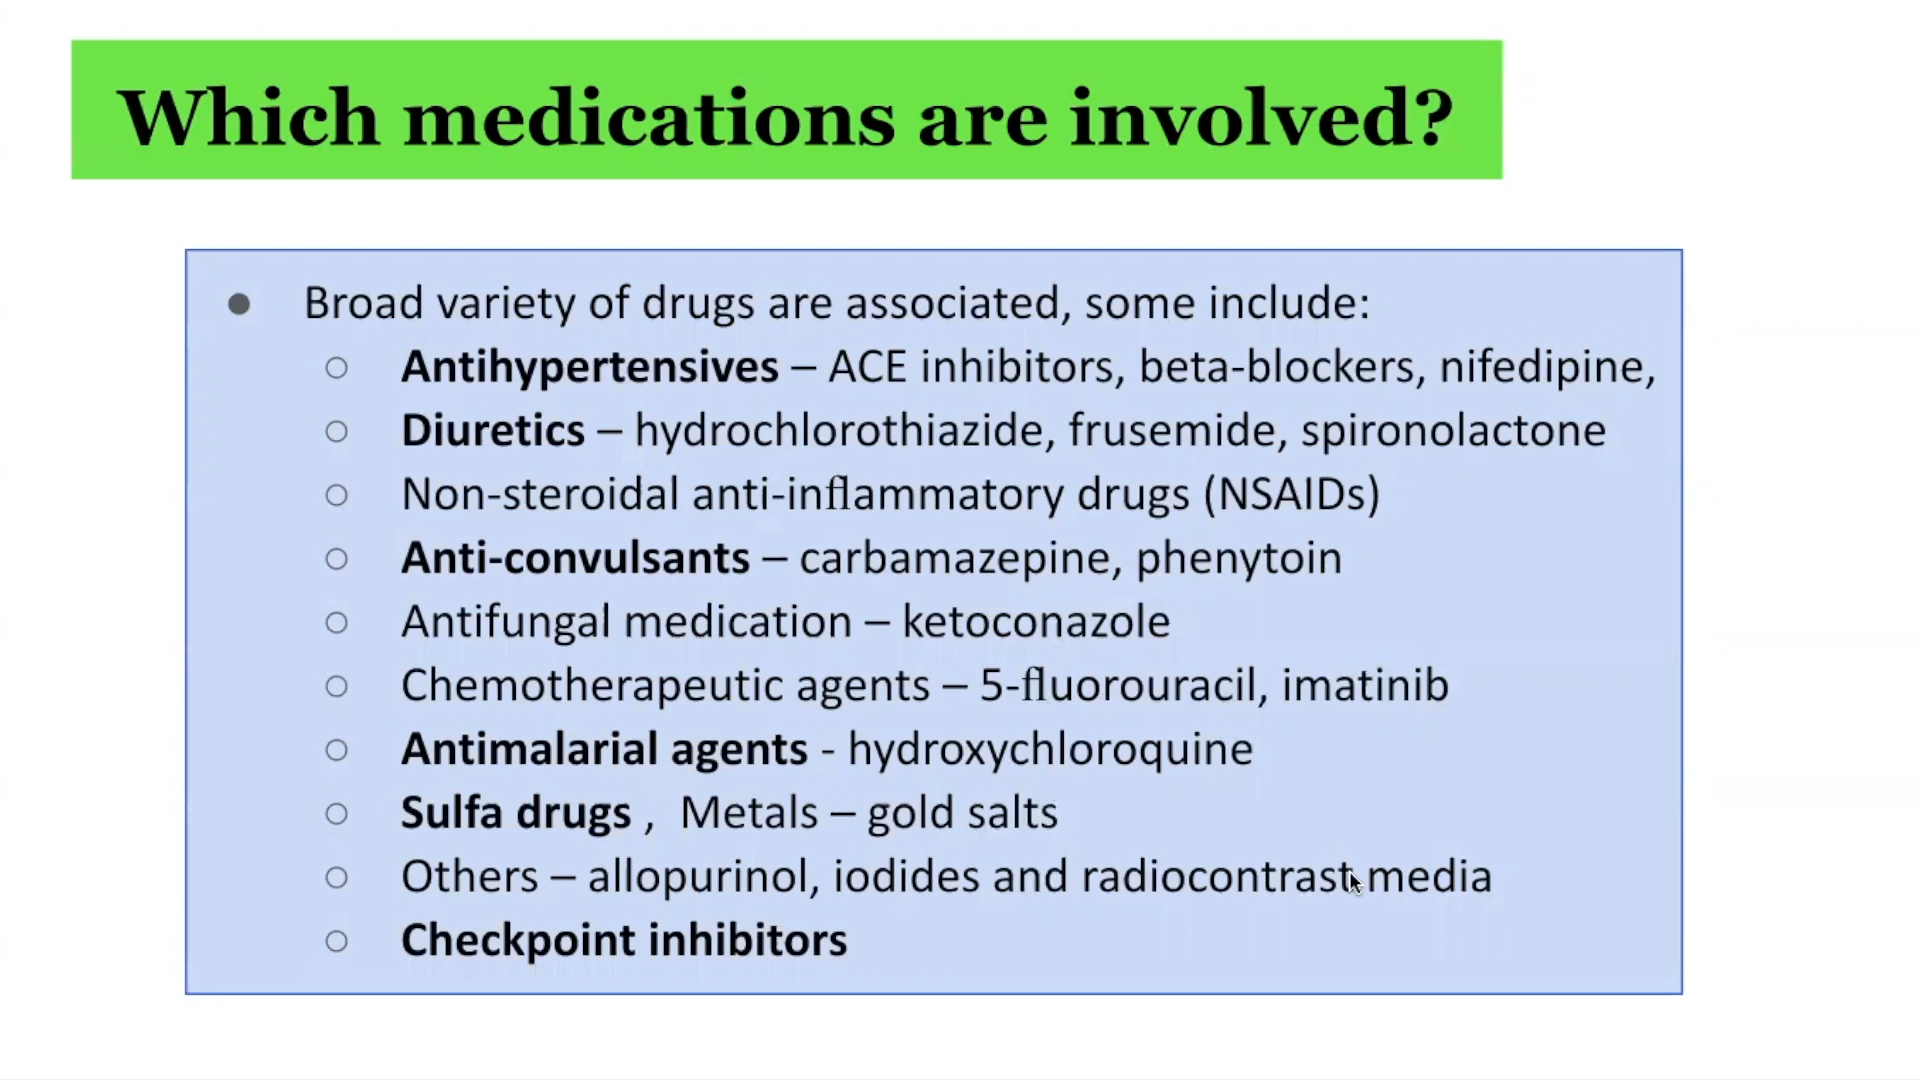 Which medications are involved?
● Broad variety of drugs are associated, some include:
○ Antihypertensives – ACE inhibitors, beta-blockers, nifedipine,
○ Diuretics – hydrochlorothiazide, frusemide, spironolactone
○ Non-steroidal anti-inflammatory drugs (NSAIDs)
○ Anti-convulsants – carbamazepine, phenytoin
○ Antifungal medication – ketoconazole
○ Chemotherapeutic agents – 5-fluorouracil, imatinib
○ Antimalarial agents - hydroxychloroquine
○ Sulfa drugs , Metals – gold salts
○ Others – allopurinol, iodides and radiocontrast media
○ Checkpoint inhibitors